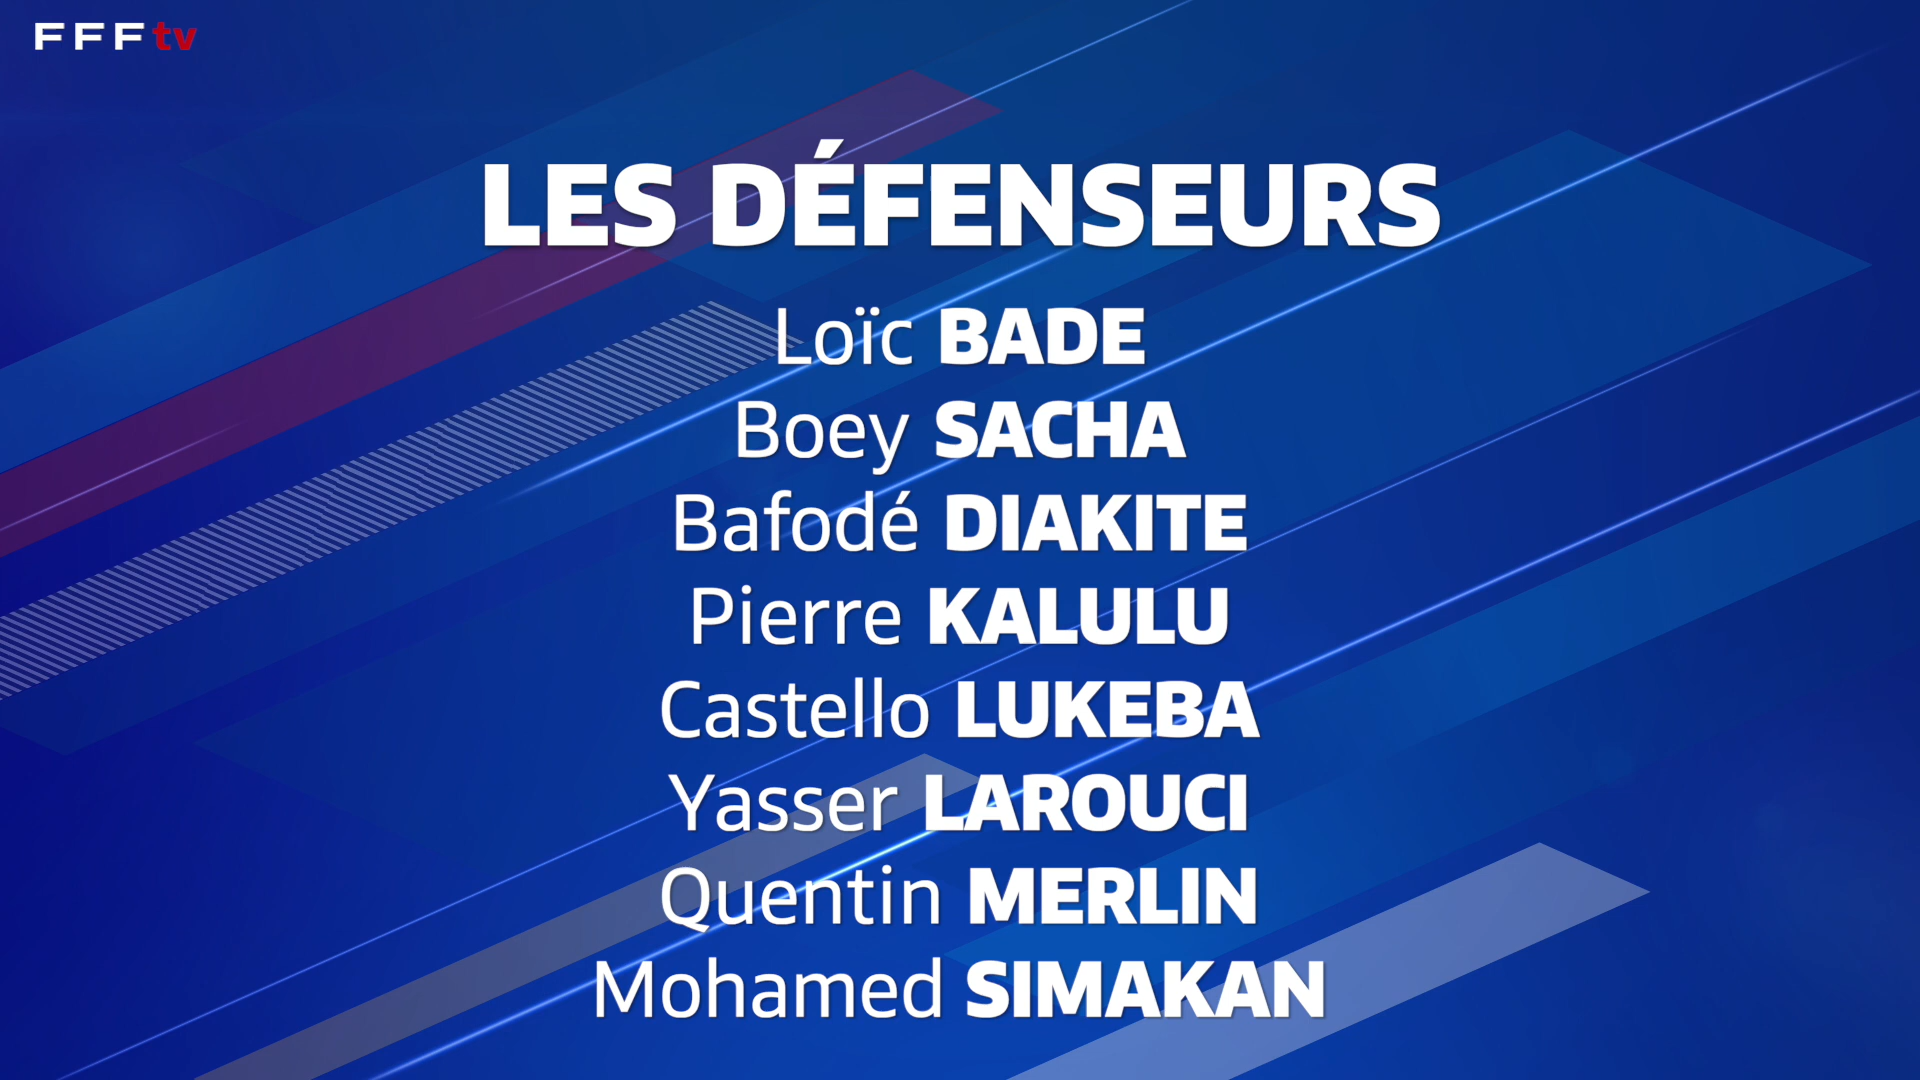 FFFtv
LES DÉFENSEURS
Loïc BADE
Boey SACHA
Bafodé DIAKITE
Pierre KALULU
Castello LUKEBA
Yasser LAROUCI
Quentin MERLIN
Mohamed SIMAKAN